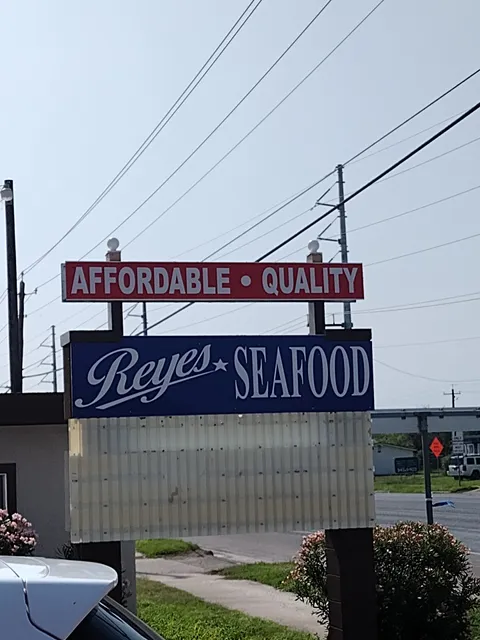 AFFORDABLE • QUALITY
Reyes ★ SEAFOOD